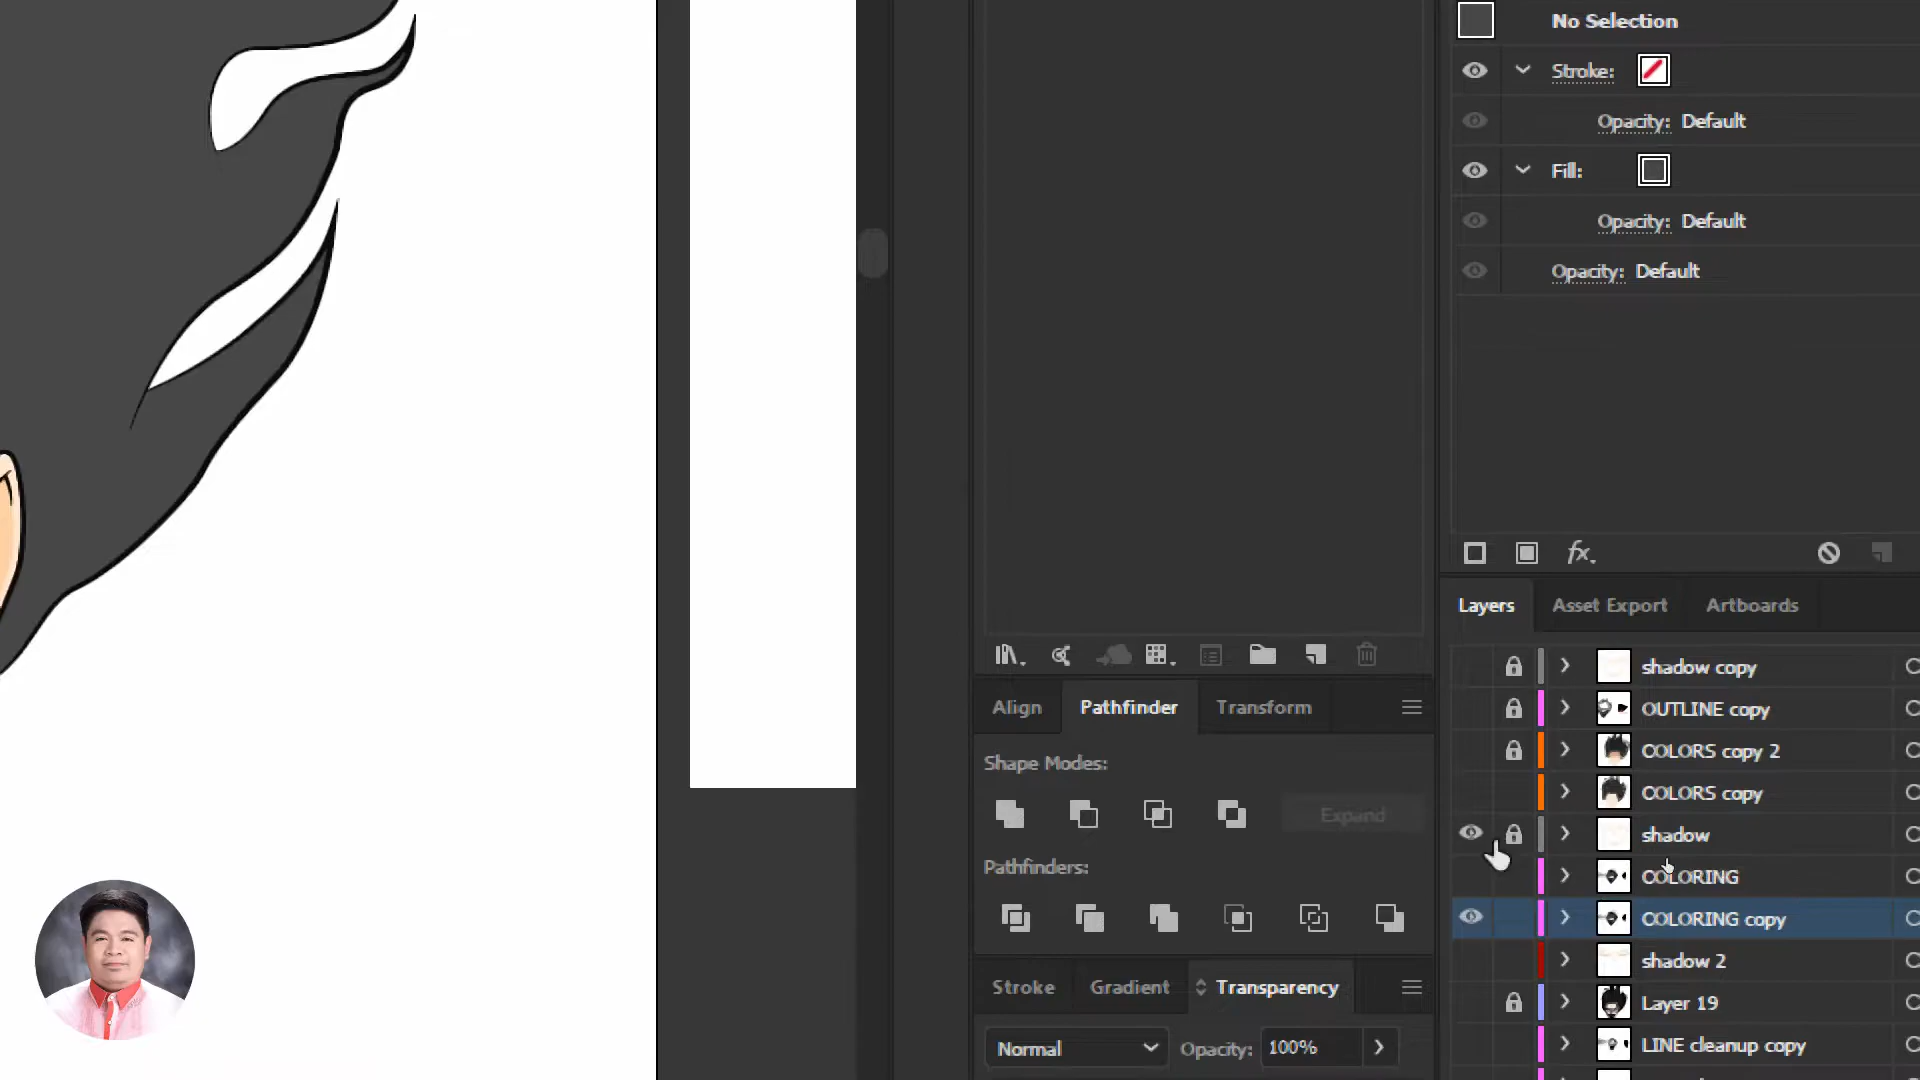 No Selection
Stroke:
Opacity: Default
Fill:
Opacity: Default
Opacity: Default
fx.
Layers Asset Export Artboards
shadow copy
OUTLINE copy
COLORS copy 2
COLORS copy
shadow
COLORING
COLORING copy
shadow 2
Layer 19
LINE cleanup copy
Align Pathfinder Transform
Shape Modes:
Expand
Pathfinders:
Stroke Gradient Transparency
Normal Opacity: 100%